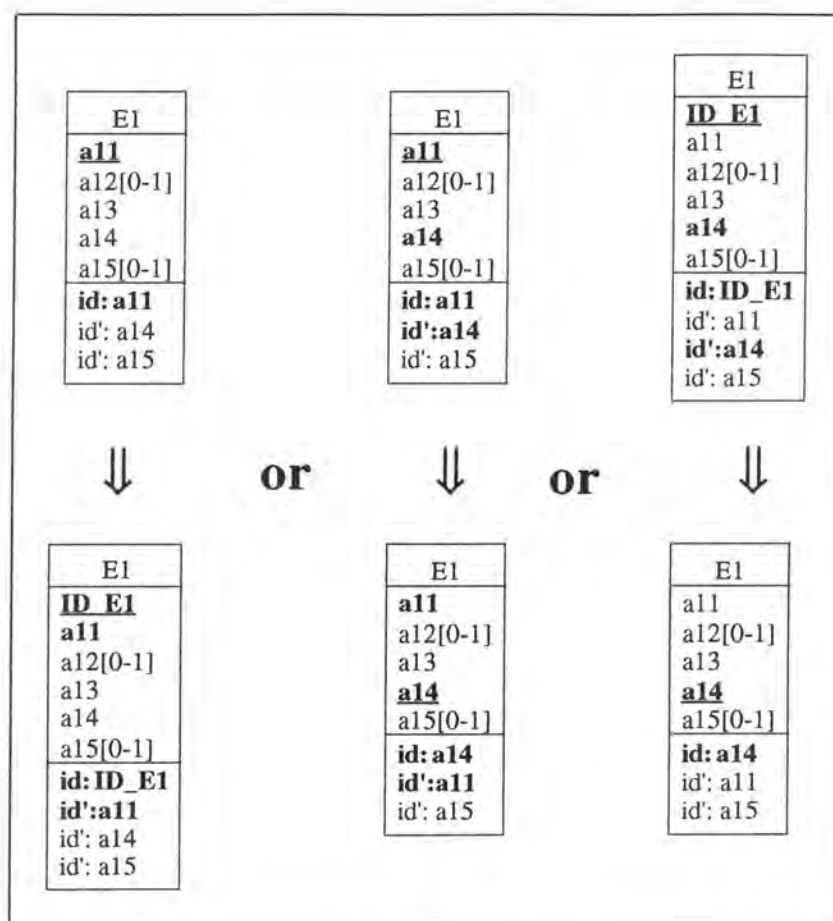 E1
a11
a12[0-1]
a13
a14
a15[0-1]
id: a11
id': a14
id': a15
E1
a11
a12[0-1]
a13
a14
a15[0-1]
id: a11
id':a14
id': a15
E1
ID_E1
a11
a12[0-1]
a13
a14
a15[0-1]
id: ID_E1
id': a11
id':a14
id': a15
⇓ or ⇓ or ⇓
E1
ID_E1
a11
a12[0-1]
a13
a14
a15[0-1]
id: ID_E1
id':a11
id': a14
id': a15
E1
a11
a12[0-1]
a13
a14
a15[0-1]
id: a14
id':a11
id': a15
E1
a11
a12[0-1]
a13
a14
a15[0-1]
id: a14
id': a11
id': a15